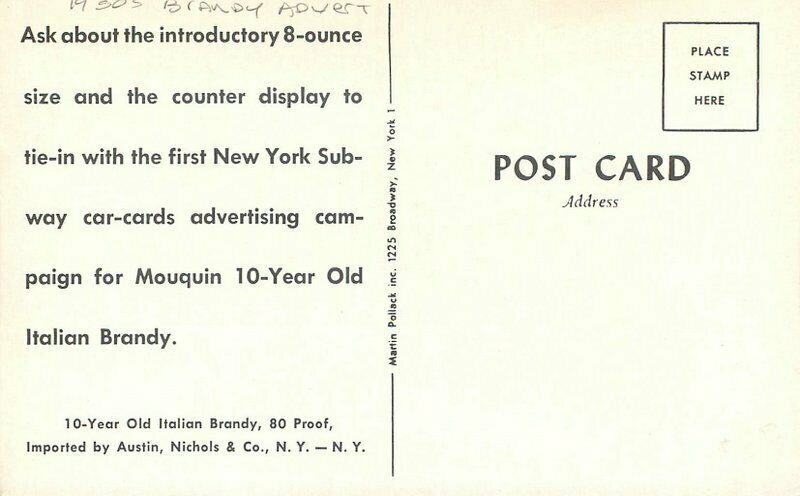 1950s BRANDY ADVERT
Ask about the introductory 8-ounce
size and the counter display to
tie-in with the first New York Sub-
way car-cards advertising cam-
paign for Mouquin 10-Year Old
Italian Brandy.
10-Year Old Italian Brandy, 80 Proof,
Imported by Austin, Nichols & Co., N. Y. — N. Y.
Martin Pollack inc. 1225 Broadway, New York 1
PLACE
STAMP
HERE
POST CARD
Address